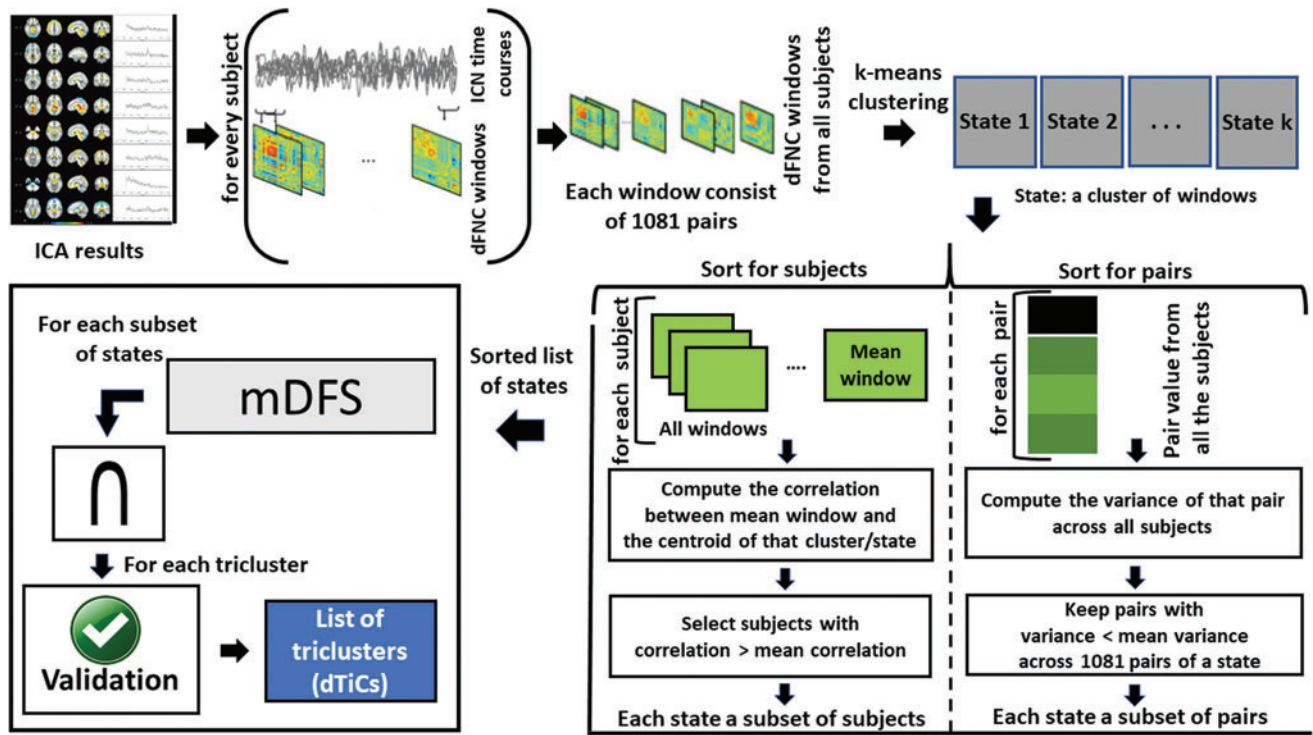 ICA results
for every subject
ICN time
courses
...
dFNC windows
...
Each window consist
of 1081 pairs
dFNC windows
from all subjects
k-means
clustering
State 1
State 2
. . .
State k
State: a cluster of windows
Sort for subjects
for each subject
All windows
....
Mean
window
Compute the correlation
between mean window and
the centroid of that cluster/state
Select subjects with
correlation > mean correlation
Each state a subset of subjects
Sort for pairs
for each pair
Pair value from
all the subjects
Compute the variance of that pair
across all subjects
Keep pairs with
variance < mean variance
across 1081 pairs of a state
Each state a subset of pairs
Sorted list
of states
For each subset
of states
mDFS
∩
For each tricluster
Validation
List of
triclusters
(dTiCs)